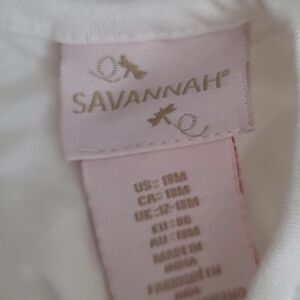 SAVANNAH®
US: 18M
CA: 18M
UK: 12-18M
EU: 86
AU: 18M
MADE IN
INDIA
FABRIQUÉ EN